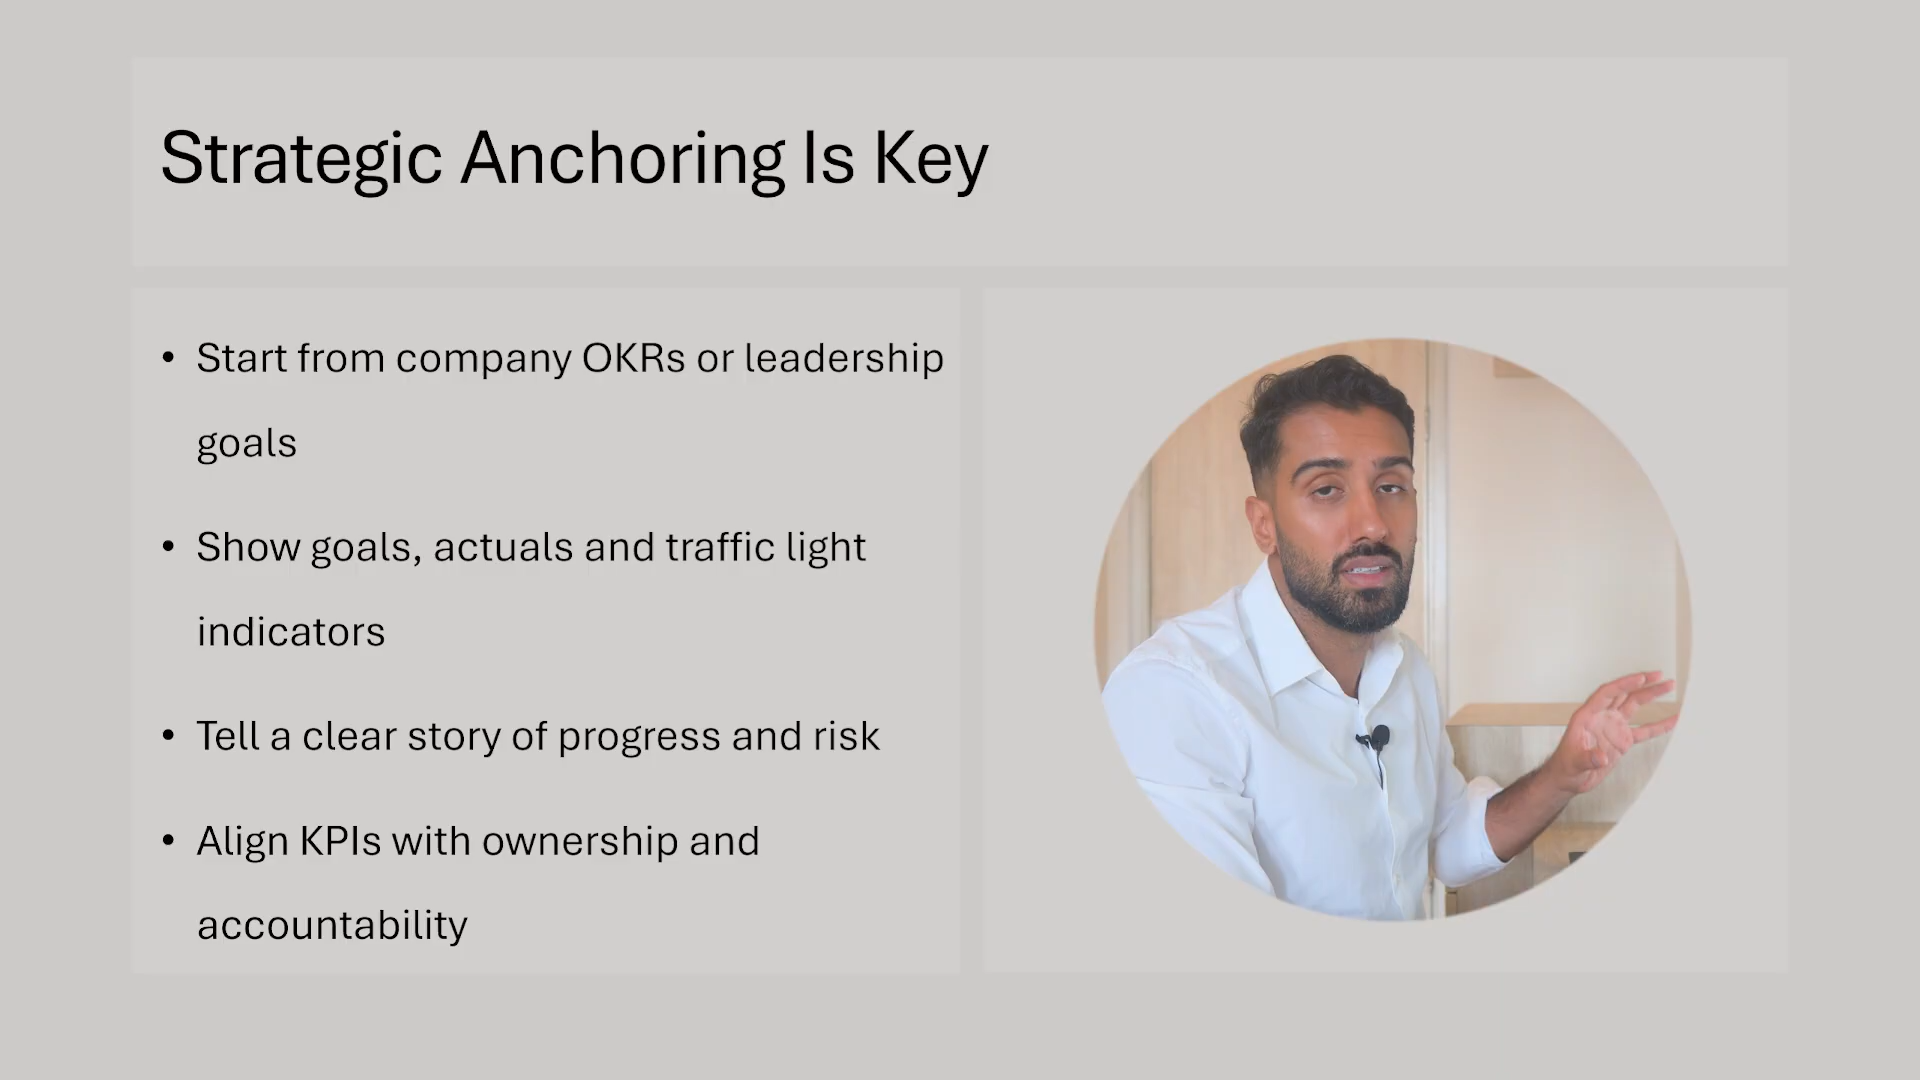 Strategic Anchoring Is Key
• Start from company OKRs or leadership
goals
• Show goals, actuals and traffic light
indicators
• Tell a clear story of progress and risk
• Align KPIs with ownership and
accountability